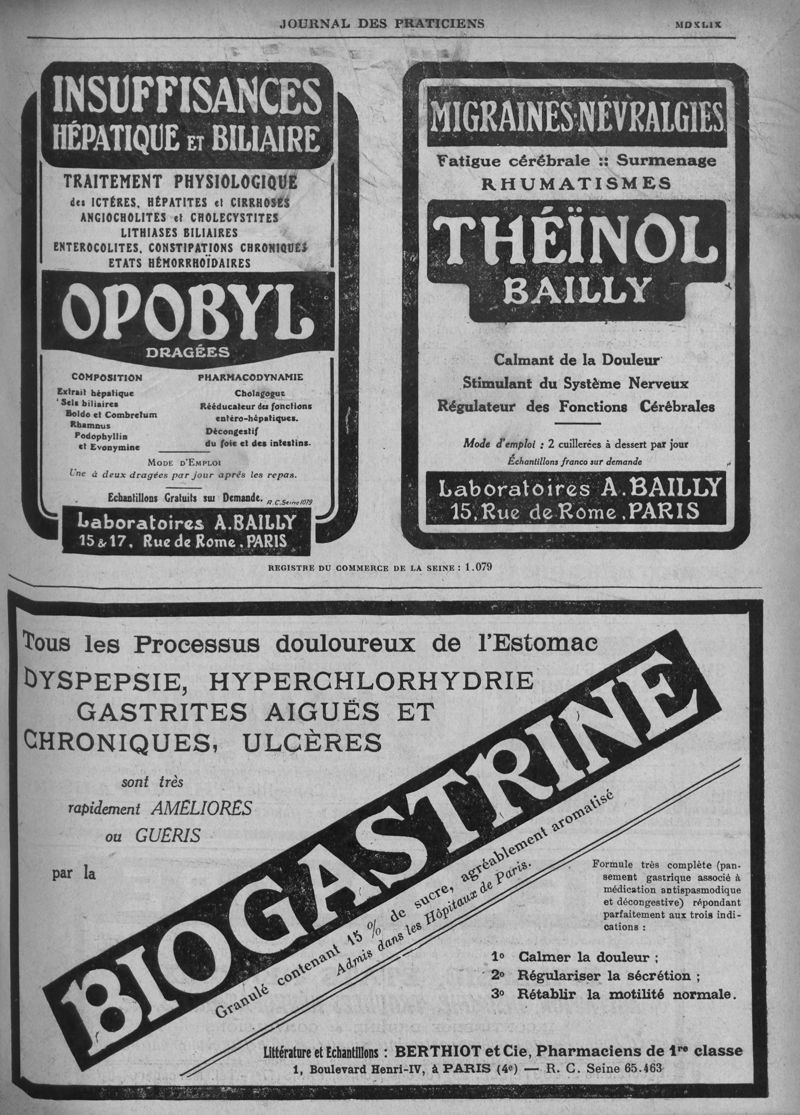 JOURNAL DES PRATICIENS
MDXLIX
INSUFFISANCES
HÉPATIQUE ET BILIAIRE
TRAITEMENT PHYSIOLOGIQUE
des ICTÉRES, HÉPATITES et CIRRHOSES
ANGIOCHOLITES et CHOLECYSTITES
LITHIASES BILIAIRES
ENTEROCOLITES, CONSTIPATIONS CHRONIQUES
ETATS HÉMORRHOÏDAIRES
OPOBYL
DRAGÉES
COMPOSITION
Extrait hépatique
Sels biliaires
Boldo et Combretum
Rhamnus
Podophyllin
et Evonymine
PHARMACODYNAMIE
Cholagogue
Rééducateur des fonctions
entéro-hépatiques.
Décongestif
du foie et des intestins.
MODE D'EMPLOI
Une à deux dragées par jour après les repas.
Echantillons Gratuits sur Demande.
R.C. Seine 1079
Laboratoires A. BAILLY
15 & 17, Rue de Rome, PARIS
MIGRAINES-NÉVRALGIES
Fatigue cérébrale :: Surmenage
RHUMATISMES
THÉÏNOL
BAILLY
Calmant de la Douleur
Stimulant du Système Nerveux
Régulateur des Fonctions Cérébrales
Mode d'emploi : 2 cuillerées à dessert par jour
Échantillons franco sur demande
Laboratoires A. BAILLY
15, Rue de Rome, PARIS
REGISTRE DU COMMERCE DE LA SEINE : 1.079
Tous les Processus douloureux de l'Estomac
DYSPEPSIE, HYPERCHLORHYDRIE
GASTRITES AIGUËS ET
CHRONIQUES, ULCÈRES
sont très
rapidement AMÉLIORÉS
ou GUÉRIS
par la
BIOGASTRINE
Granulé contenant 15 % de sucre, agréablement aromatisé
Admis dans les Hôpitaux de Paris.
Formule très complète (pan-
sement gastrique associé à
médication antispasmodique
et décongestive) répondant
parfaitement aux trois indi-
cations :
1º Calmer la douleur ;
2º Régulariser la sécrétion ;
3º Rétablir la motilité normale.
Littérature et Echantillons : BERTHIOT et Cie, Pharmaciens de 1re classe
1, Boulevard Henri-IV, à PARIS (4e) — R. C. Seine 65.463